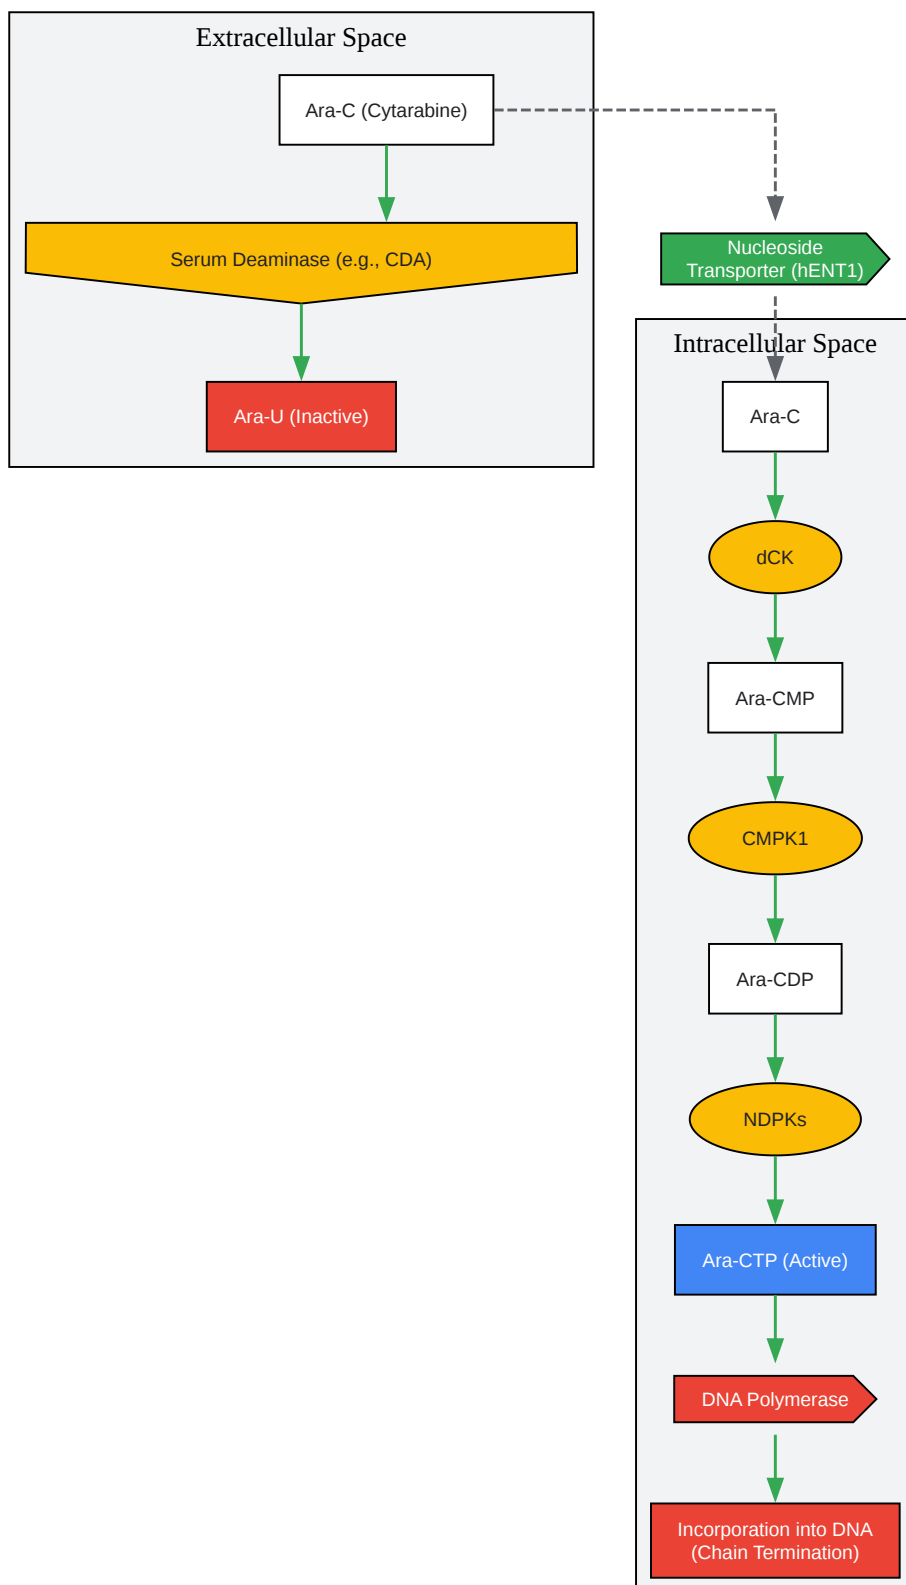 Extracellular Space
Ara-C (Cytarabine)
Serum Deaminase (e.g., CDA)
Ara-U (Inactive)
Nucleoside
Transporter (hENT1)
Intracellular Space
Ara-C
dCK
Ara-CMP
CMPK1
Ara-CDP
NDPKs
Ara-CTP (Active)
DNA Polymerase
Incorporation into DNA
(Chain Termination)